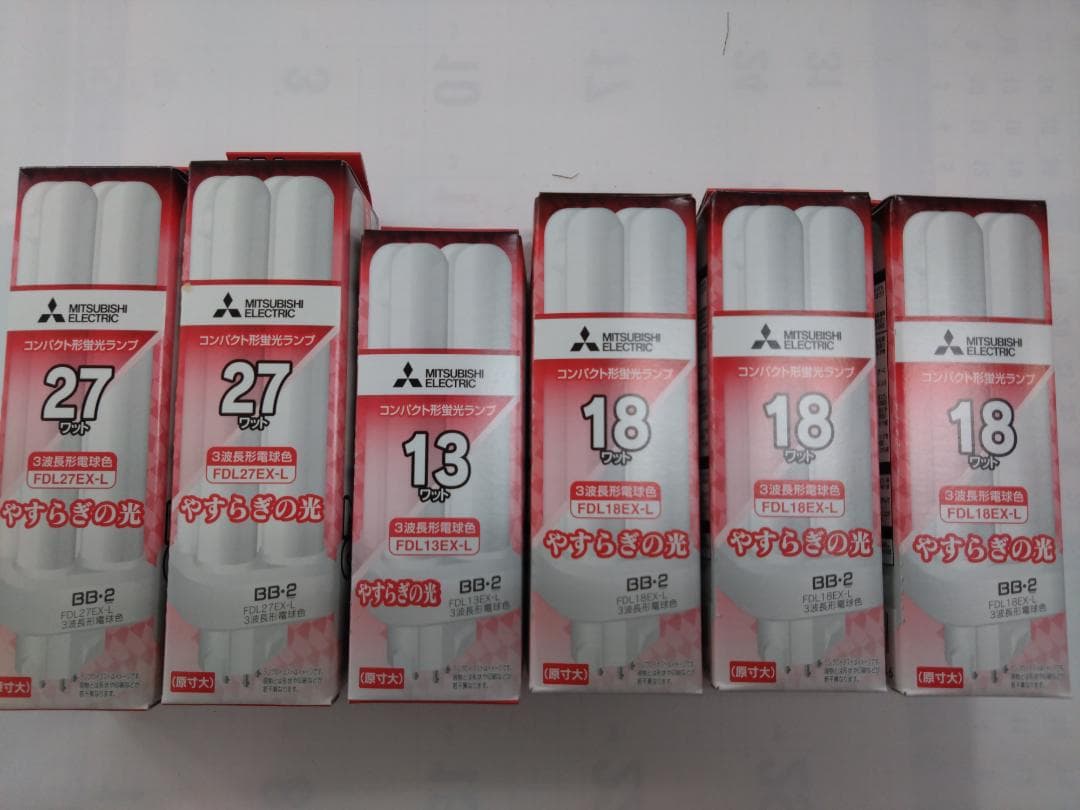 MITSUBISHI
ELECTRIC
コンパクト形蛍光ランプ
27
ワット
3波長形電球色
FDL27EX-L
やすらぎの光
BB・2
FDL27EX-L
3波長形電球色
原寸大)
MITSUBISHI
ELECTRIC
コンパクト形蛍光ランプ
27
ワット
3波長形電球色
FDL27EX-L
やすらぎの光
BB・2
FDL27EX-L
3波長形電球色
(原寸大)
MITSUBISHI
ELECTRIC
コンパクト形蛍光ランプ
13
ワット
3波長形電球色
FDL13EX-L
やすらぎの光
BB・2
FDL13EX-L
3波長形電球色
(原寸大)
MITSUBISHI
ELECTRIC
コンパクト形蛍光ランプ
18
ワット
3波長形電球色
FDL18EX-L
やすらぎの光
BB・2
FDL18EX-L
3波長形電球色
(原寸大)
MITSUBISHI
ELECTRIC
コンパクト形蛍光ランプ
18
ワット
3波長形電球色
FDL18EX-L
やすらぎの光
BB・2
FDL18EX-L
3波長形電球色
(原寸大)
MITSUBISHI
ELECTRIC
コンパクト形蛍光ランプ
18
ワット
3波長形電球色
FDL18EX-L
やすらぎの光
BB・2
FDL18EX-L
3波長形電球色
(原寸大)